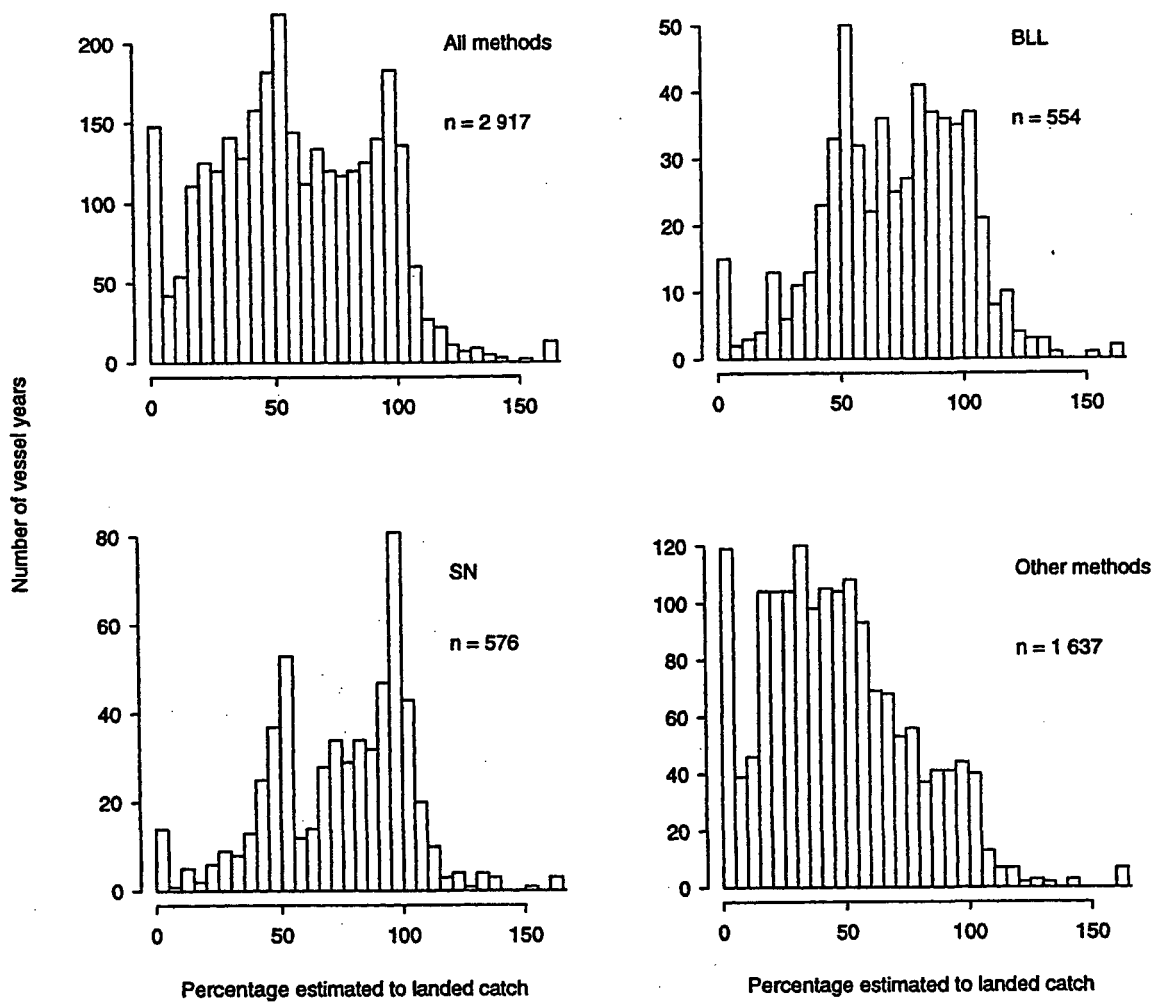 All methods
n = 2 917
200
150
100
50
0
0 50 100 150
BLL
n = 554
50
40
30
20
10
0
0 50 100 150
Number of vessel years
SN
n = 576
80
60
40
20
0
0 50 100 150
Percentage estimated to landed catch
Other methods
n = 1 637
120
100
80
60
40
20
0
0 50 100 150
Percentage estimated to landed catch